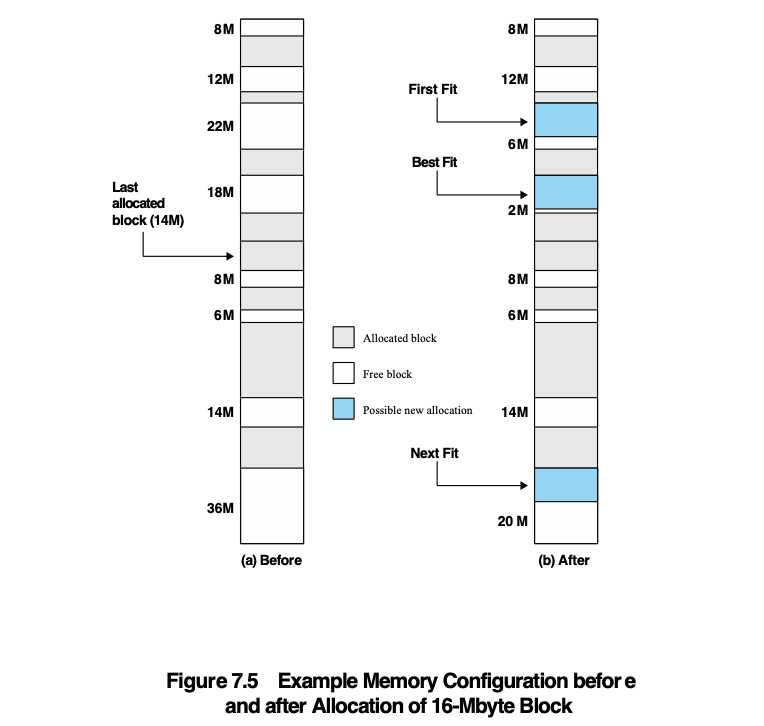 8M
12M
22M
18M
Last
allocated
block (14M)
8M
6M
14M
36M
(a) Before
Allocated block
Free block
Possible new allocation
8M
12M
First Fit
6M
Best Fit
2M
8M
6M
14M
Next Fit
20 M
(b) After
Figure 7.5 Example Memory Configuration before
and after Allocation of 16-Mbyte Block